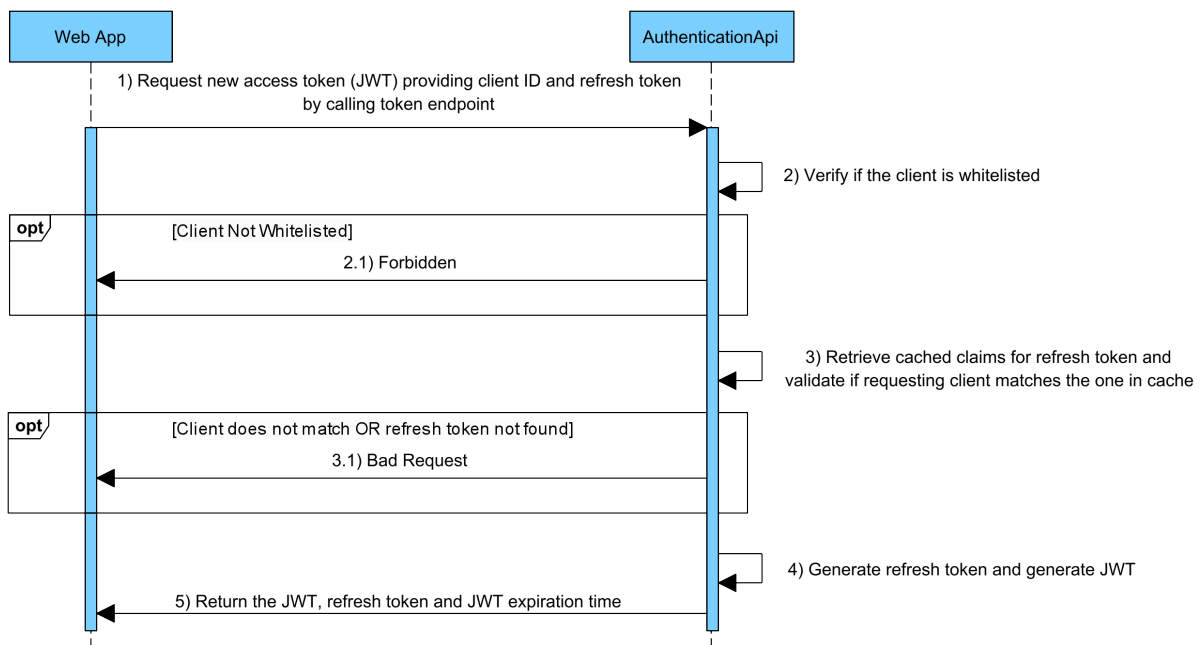 Web App
AuthenticationApi
1) Request new access token (JWT) providing client ID and refresh token
by calling token endpoint
2) Verify if the client is whitelisted
opt
[Client Not Whitelisted]
2.1) Forbidden
3) Retrieve cached claims for refresh token and
validate if requesting client matches the one in cache
opt
[Client does not match OR refresh token not found]
3.1) Bad Request
4) Generate refresh token and generate JWT
5) Return the JWT, refresh token and JWT expiration time